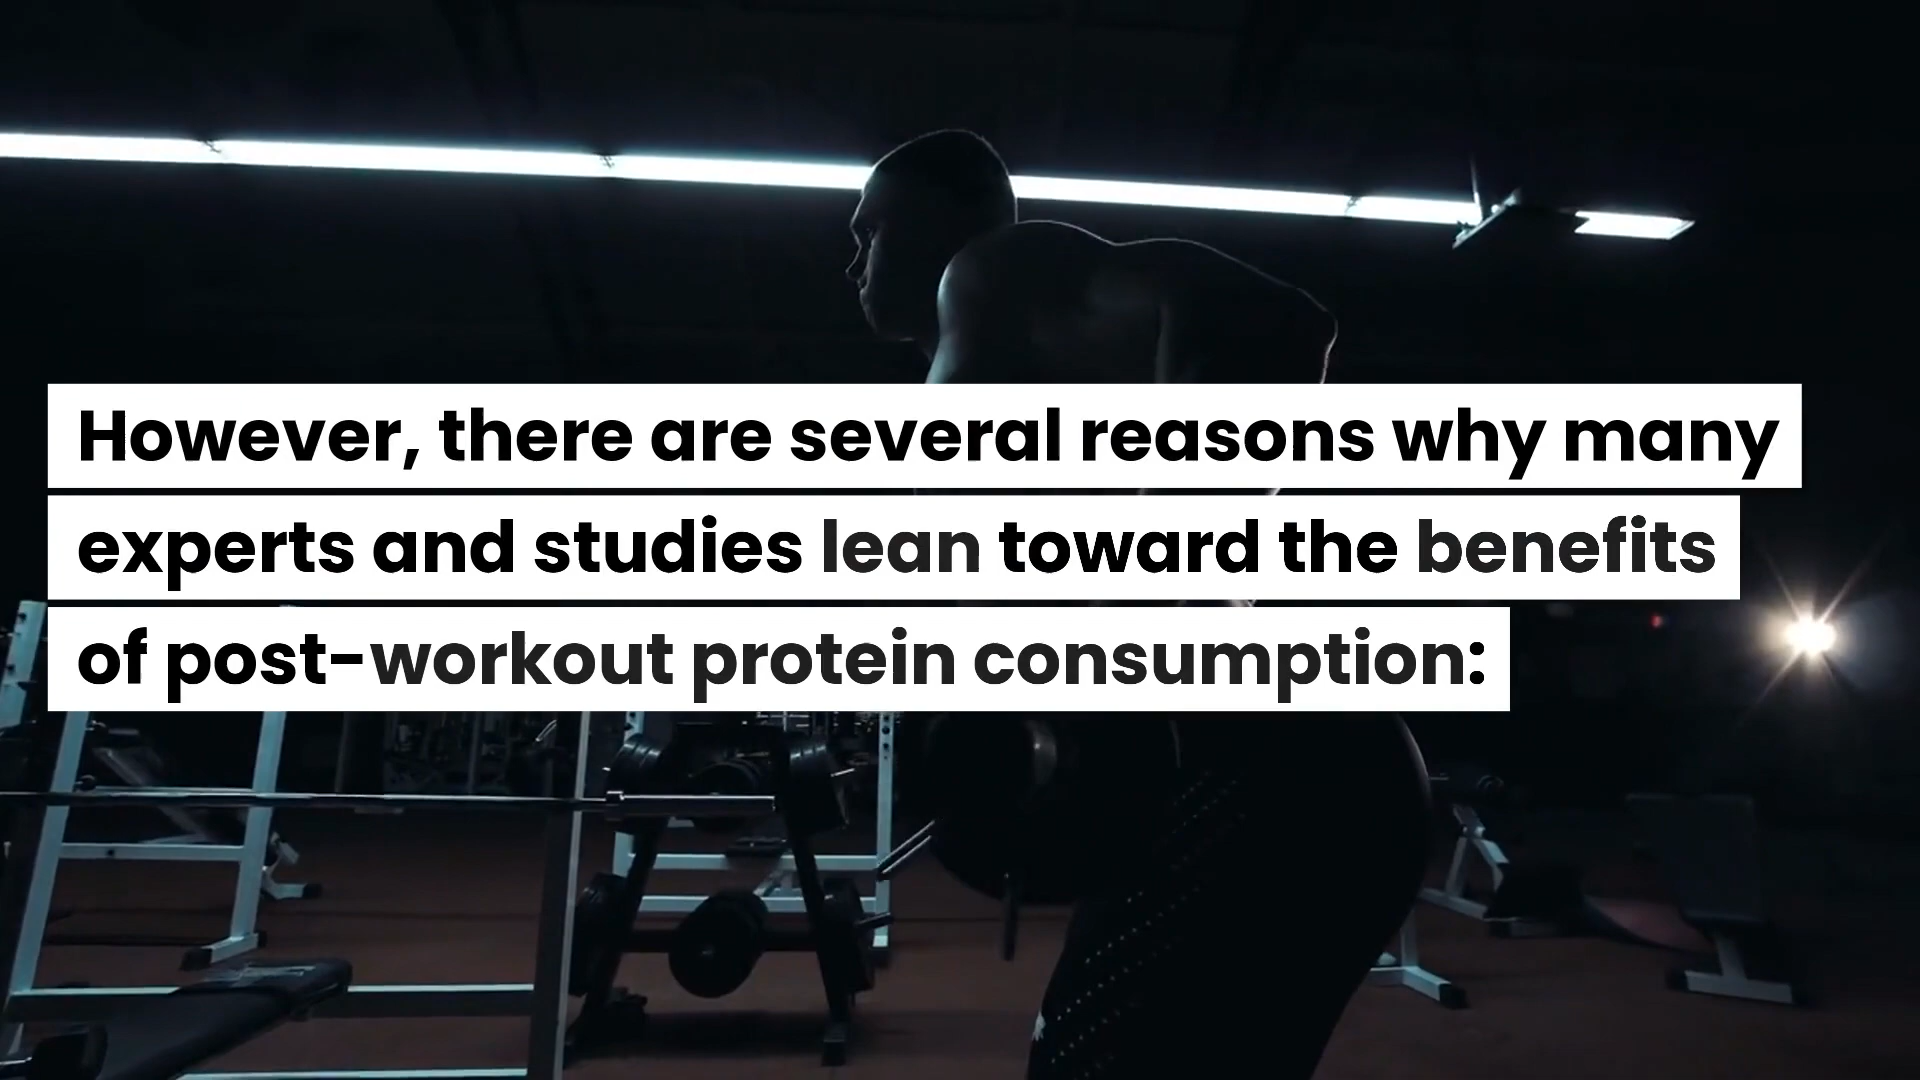 However, there are several reasons why many
experts and studies lean toward the benefits
of post-workout protein consumption: